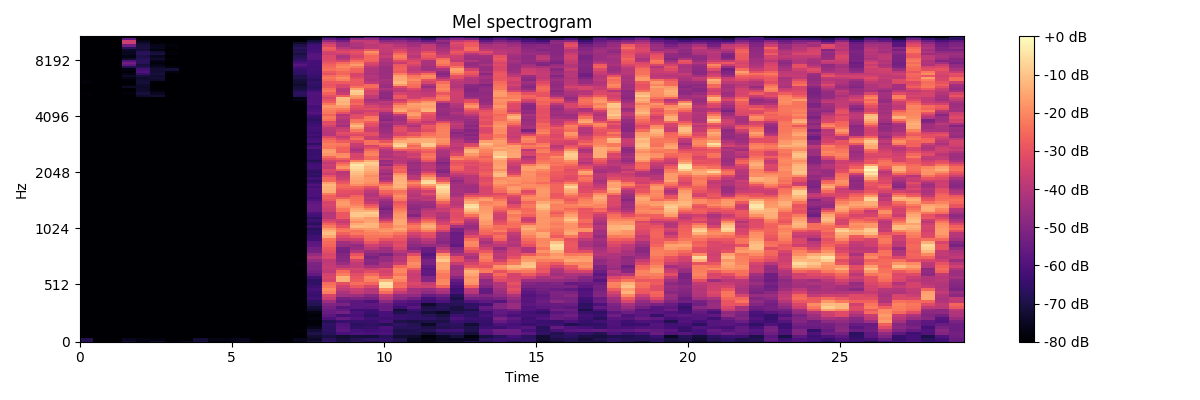 Mel spectrogram
Hz
8192
4096
2048
1024
512
0
0 5 10 15 20 25
Time
+0 dB
-10 dB
-20 dB
-30 dB
-40 dB
-50 dB
-60 dB
-70 dB
-80 dB